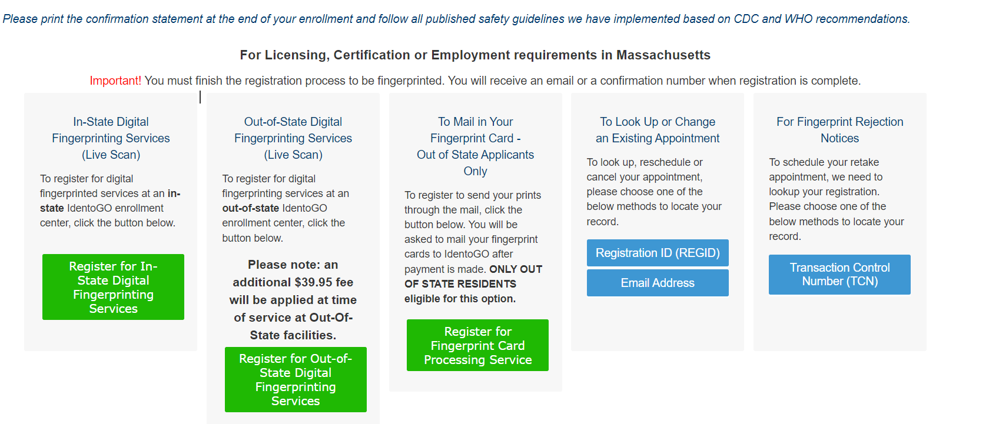 Please print the confirmation statement at the end of your enrollment and follow all published safety guidelines we have implemented based on CDC and WHO recommendations.
For Licensing, Certification or Employment requirements in Massachusetts
Important! You must finish the registration process to be fingerprinted. You will receive an email or a confirmation number when registration is complete.
In-State Digital
Fingerprinting Services
(Live Scan)
To register for digital
fingerprinted services at an in-
state IdentoGO enrollment
center, click the button below.
Register for In-
State Digital
Fingerprinting
Services
Out-of-State Digital
Fingerprinting Services
(Live Scan)
To register for digital
fingerprinting services at an
out-of-state IdentoGO
enrollment center, click the
button below.
Please note: an
additional $39.95 fee
will be applied at time
of service at Out-Of-
State facilities.
Register for Out-of-
State Digital
Fingerprinting
Services
To Mail in Your
Fingerprint Card -
Out of State Applicants
Only
To register to send your prints
through the mail, click the
button below. You will be
asked to mail your fingerprint
cards to IdentoGO after
payment is made. ONLY OUT
OF STATE RESIDENTS
eligible for this option.
Register for
Fingerprint Card
Processing Service
To Look Up or Change
an Existing Appointment
To look up, reschedule or
cancel your appointment,
please choose one of the
below methods to locate your
record.
Registration ID (REGID)
Email Address
For Fingerprint Rejection
Notices
To schedule your retake
appointment, we need to
lookup your registration.
Please choose one of the
below methods to locate your
record.
Transaction Control
Number (TCN)